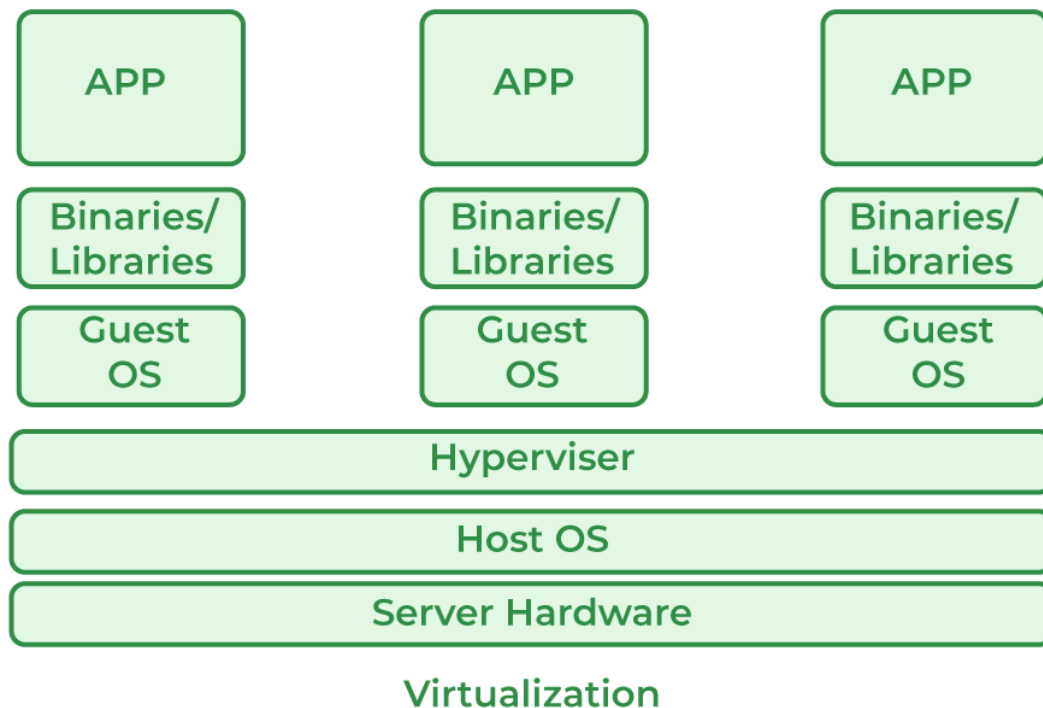 APP
APP
APP
Binaries/
Libraries
Binaries/
Libraries
Binaries/
Libraries
Guest
OS
Guest
OS
Guest
OS
Hyperviser
Host OS
Server Hardware
Virtualization